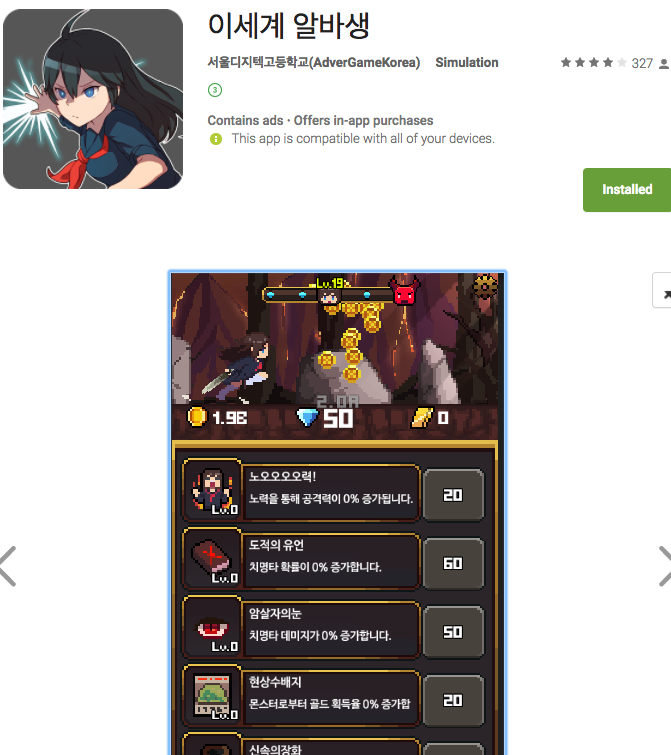 이세계 알바생
서울디지텍고등학교(AdverGameKorea) Simulation 327
3
Contains ads · Offers in-app purchases
This app is compatible with all of your devices.
Installed
Lv.19
2.0A
1.9B 50 0
노오오오오력!
노력을 통해 공격력이 0% 증가됩니다.
Lv.0
20
도적의 유언
치명타 확률이 0% 증가합니다.
Lv.0
60
암살자의눈
치명타 데미지가 0% 증가합니다.
Lv.0
50
현상수배지
몬스터로부터 골드 획득율 0% 증가합
Lv.0
20
신속의장화